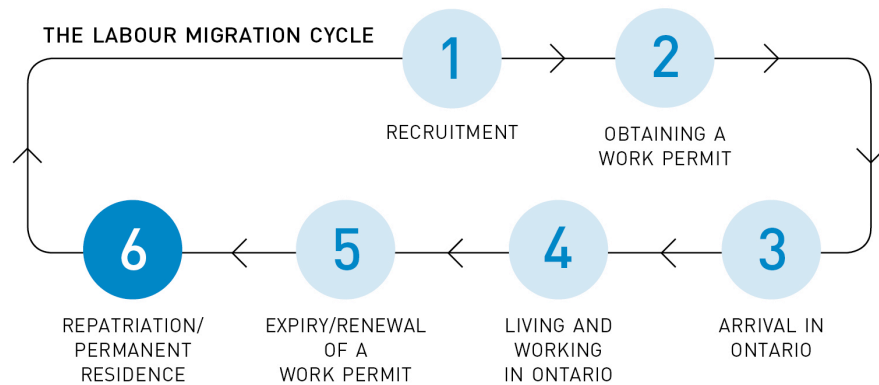 THE LABOUR MIGRATION CYCLE
1
RECRUITMENT
2
OBTAINING A
WORK PERMIT
3
ARRIVAL IN
ONTARIO
4
LIVING AND
WORKING
IN ONTARIO
5
EXPIRY/RENEWAL
OF A
WORK PERMIT
6
REPATRIATION/
PERMANENT
RESIDENCE